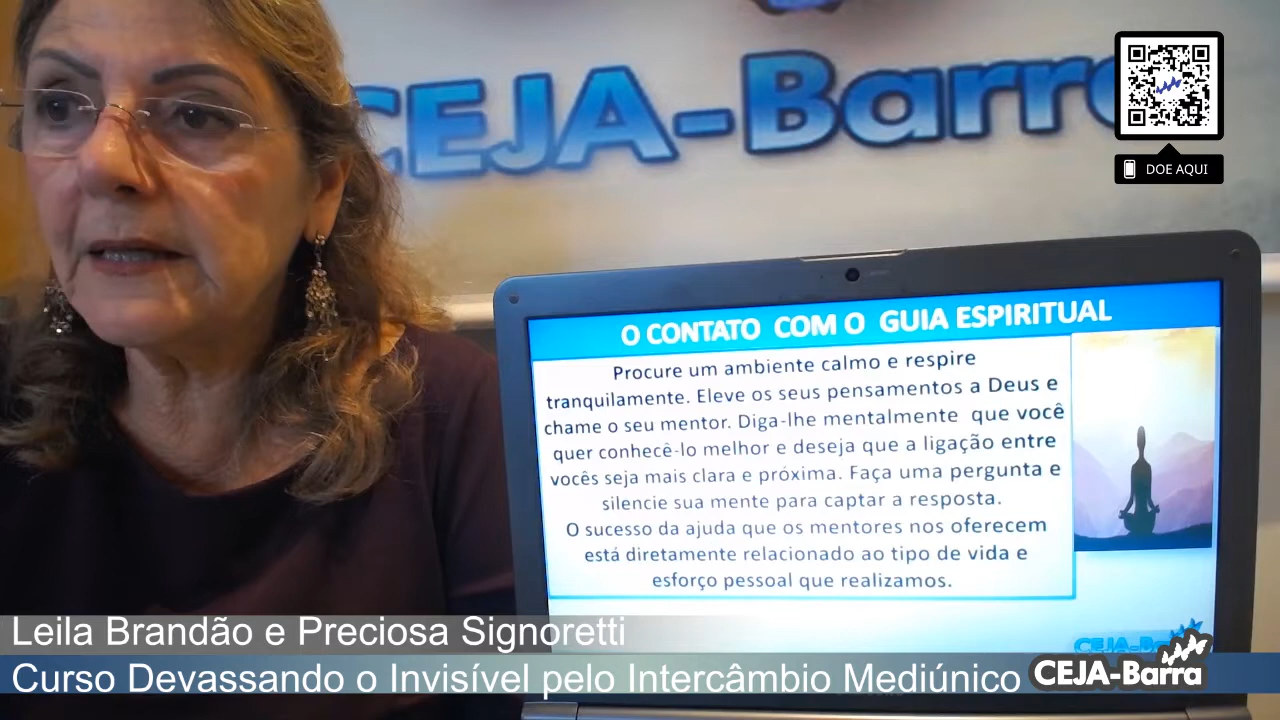 CEJA-Barra
DOE AQUI
O CONTATO COM O GUIA ESPIRITUAL
Procure um ambiente calmo e respire
tranquilamente. Eleve os seus pensamentos a Deus e
chame o seu mentor. Diga-lhe mentalmente que você
quer conhecê-lo melhor e deseja que a ligação entre
vocês seja mais clara e próxima. Faça uma pergunta e
silencie sua mente para captar a resposta.
O sucesso da ajuda que os mentores nos oferecem
está diretamente relacionado ao tipo de vida e
esforço pessoal que realizamos.
CEJA-Barra
Leila Brandão e Preciosa Signoretti
Curso Devassando o Invisível pelo Intercâmbio Mediúnico
CEJA-Barra